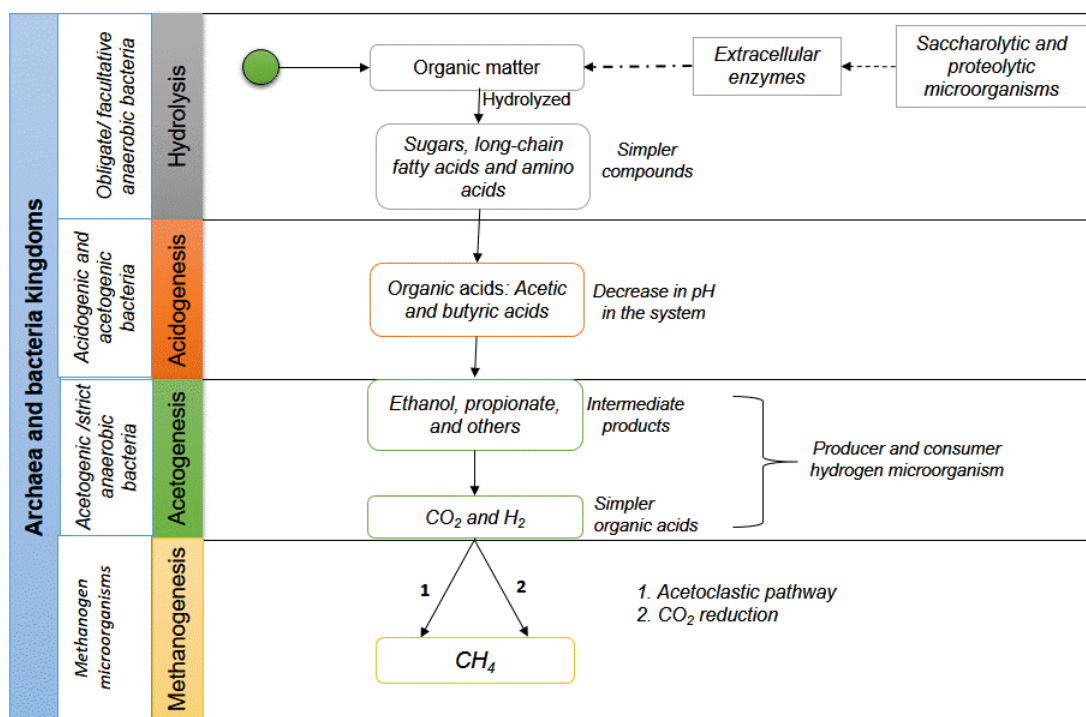 Archaea and bacteria kingdoms
Obligate/ facultative
anaerobic bacteria
Hydrolysis
Organic matter
Extracellular
enzymes
Saccharolytic and
proteolytic
microorganisms
Hydrolyzed
Sugars, long-chain
fatty acids and amino
acids
Simpler
compounds
Acidogenic and
acetogenic
bacteria
Acidogenesis
Organic acids: Acetic
and butyric acids
Decrease in pH
in the system
Acetogenic /strict
anaerobic
bacteria
Acetogenesis
Ethanol, propionate,
and others
Intermediate
products
Producer and consumer
hydrogen microorganism
CO2 and H2
Simpler
organic acids
Methanogen
microorganisms
Methanogenesis
1
2
1. Acetoclastic pathway
2. CO2 reduction
CH4